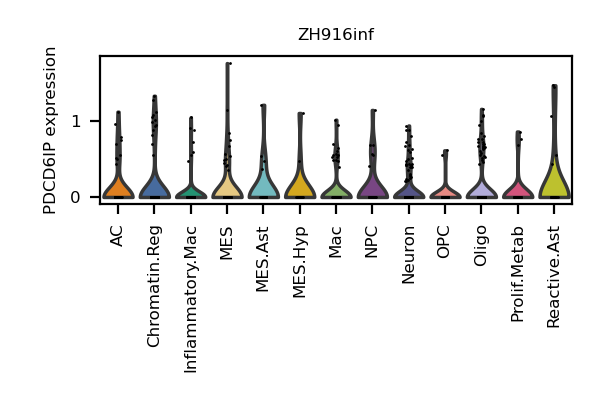 ZH916inf
PDCD6IP expression
1
0
AC
Chromatin.Reg
Inflammatory.Mac
MES
MES.Ast
MES.Hyp
Mac
NPC
Neuron
OPC
Oligo
Prolif.Metab
Reactive.Ast